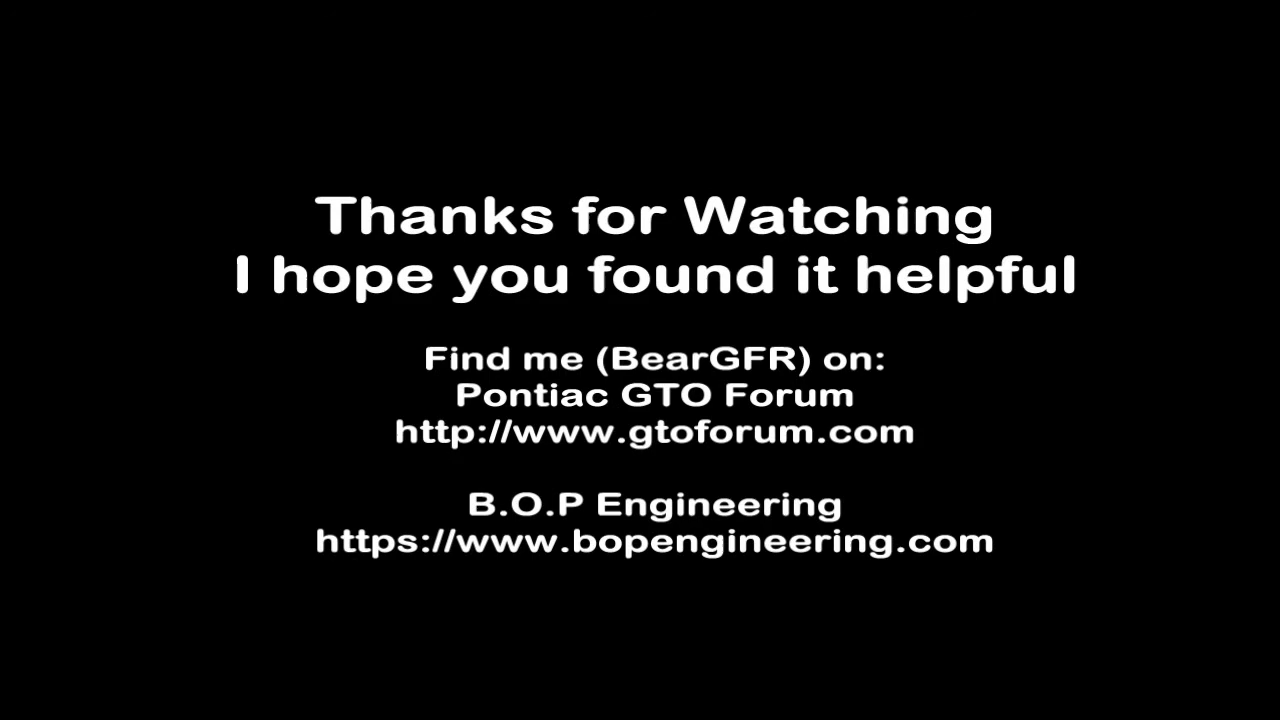 Thanks for Watching
I hope you found it helpful
Find me (BearGFR) on:
Pontiac GTO Forum
http://www.gtoforum.com
B.O.P Engineering
https://www.bopengineering.com